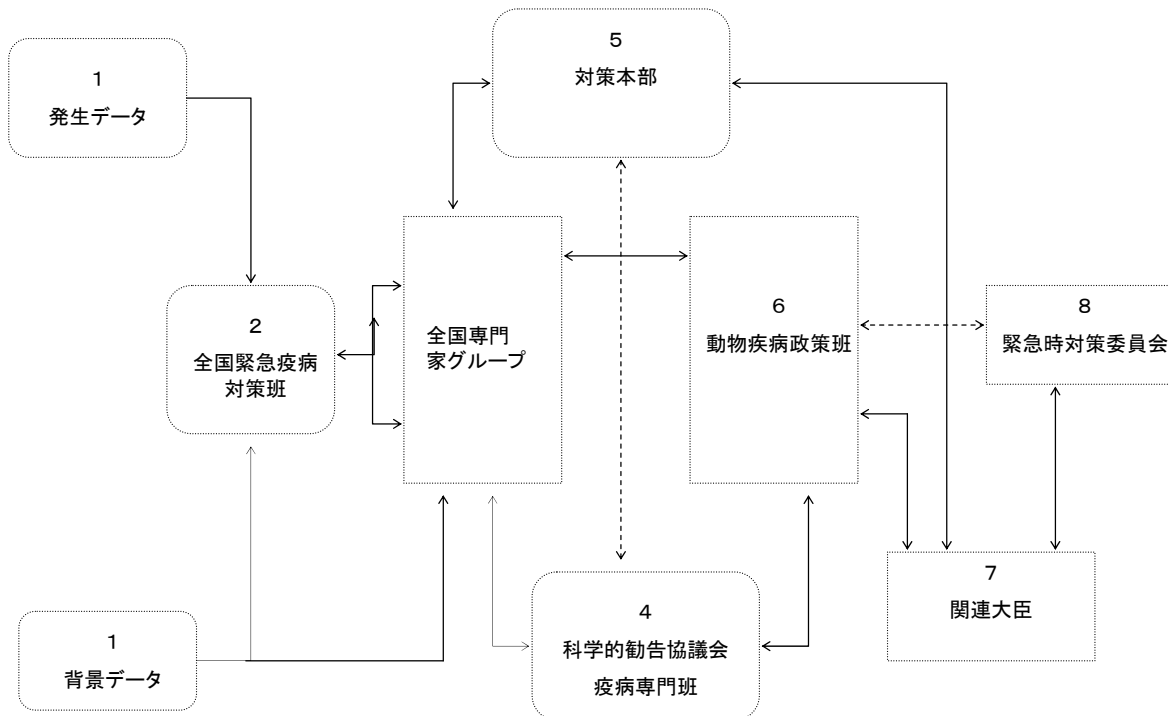 ５
対策本部
１
発生データ
２
全国緊急疫病
対策班
全国専門
家グループ
６
動物疾病政策班
８
緊急時対策委員会
７
関連大臣
４
科学的勧告協議会
疫病専門班
１
背景データ